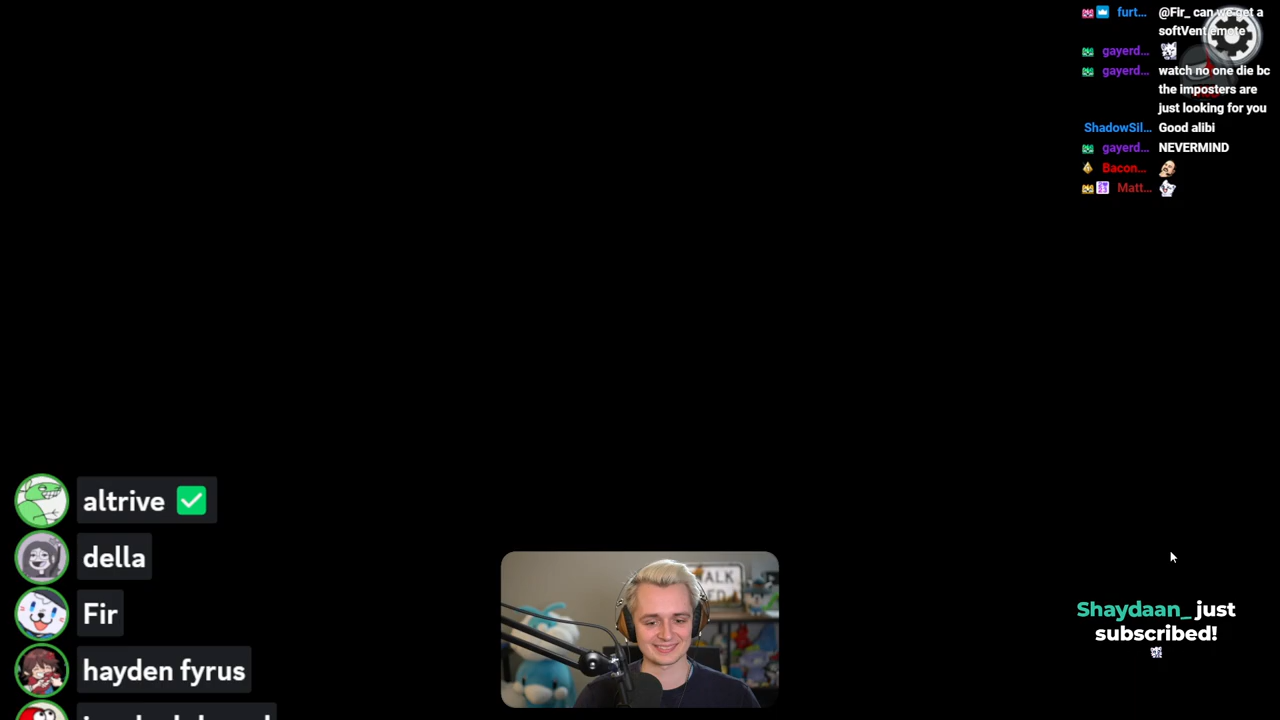 furt... @Fir_ can we get a
softVent emote
gayerd...
gayerd... watch no one die bc
the imposters are
just looking for you
ShadowSil... Good alibi
gayerd... NEVERMIND
Bacon...
Matt...
altrive
della
Fir
hayden fyrus
WALK
Shaydaan_ just
subscribed!